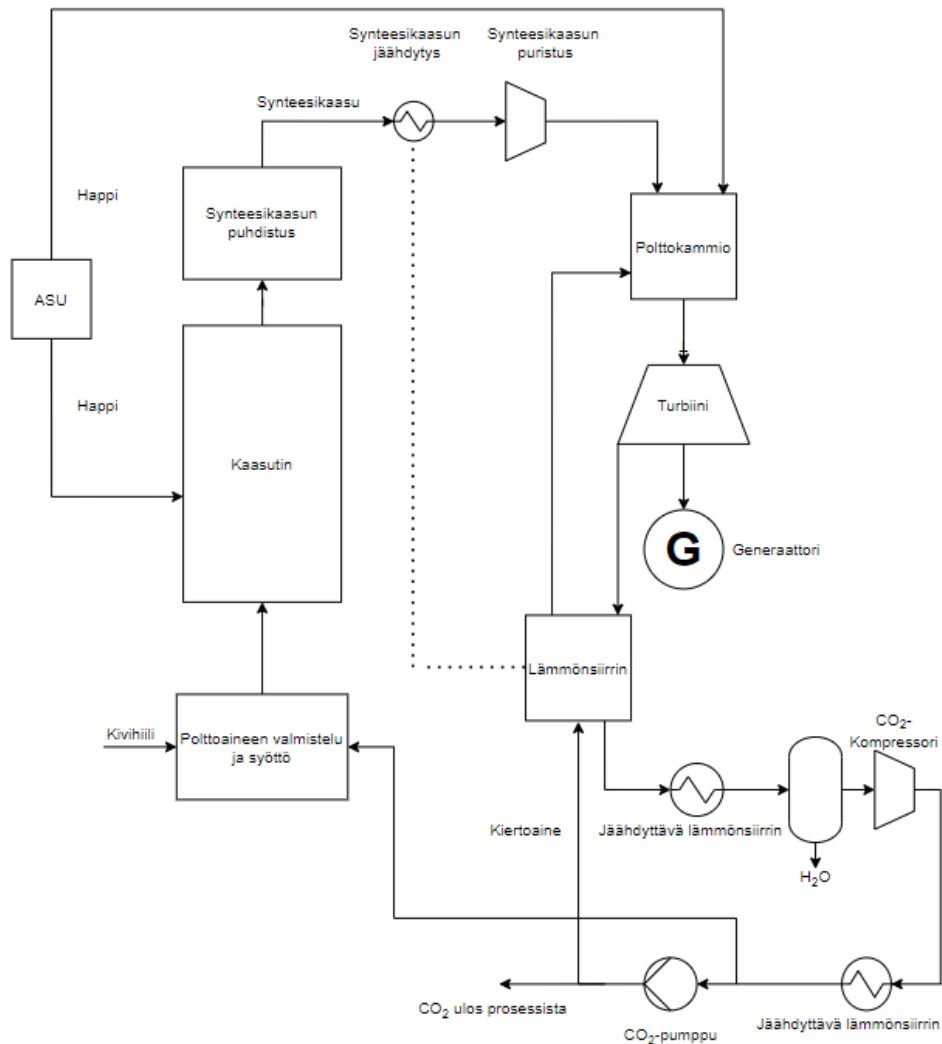 Synteesikaasun
jäähdytys
Synteesikaasun
puristus
Synteesikaasu
Happi
Synteesikaasun
puhdistus
Polttokammio
ASU
Happi
Turbiini
Kaasutin
G
Generaattori
Lämmönsiirrin
Kivihiili
Polttoaineen valmistelu
ja syöttö
CO2-
Kompressori
Kiertoaine
Jäähdyttävä lämmönsiirrin
H2O
CO2 ulos prosessista
CO2-pumppu
Jäähdyttävä lämmönsiirrin